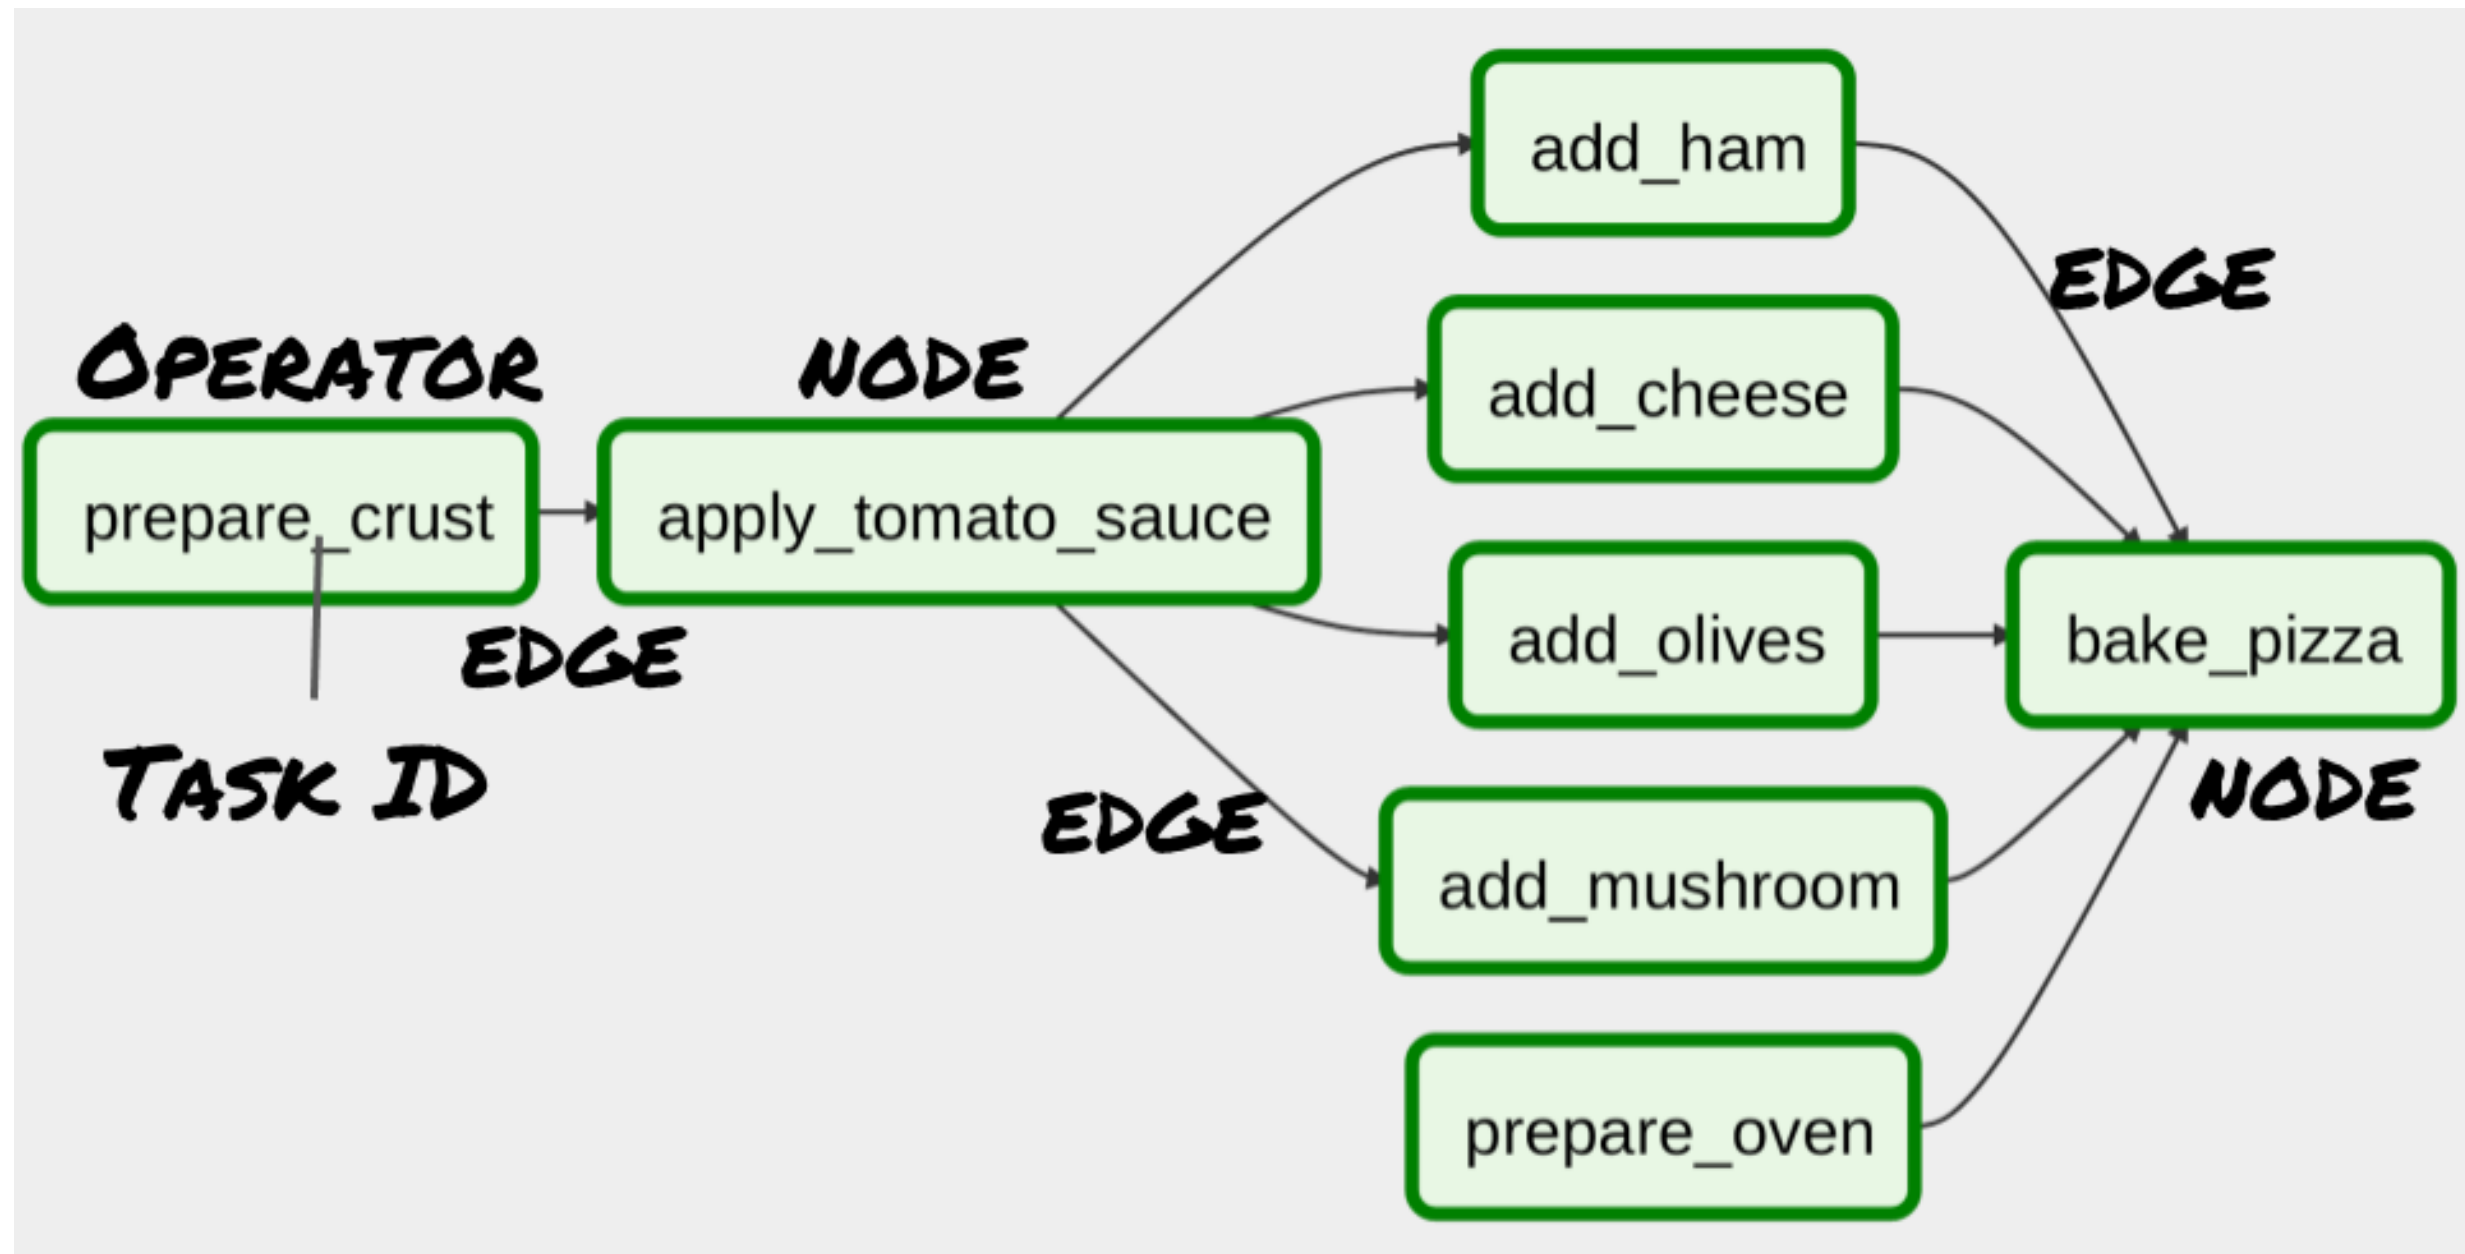 add_ham
EDGE
add_cheese
OPERATOR
NODE
prepare_crust
apply_tomato_sauce
EDGE
add_olives
bake_pizza
TASK ID
EDGE
NODE
add_mushroom
prepare_oven